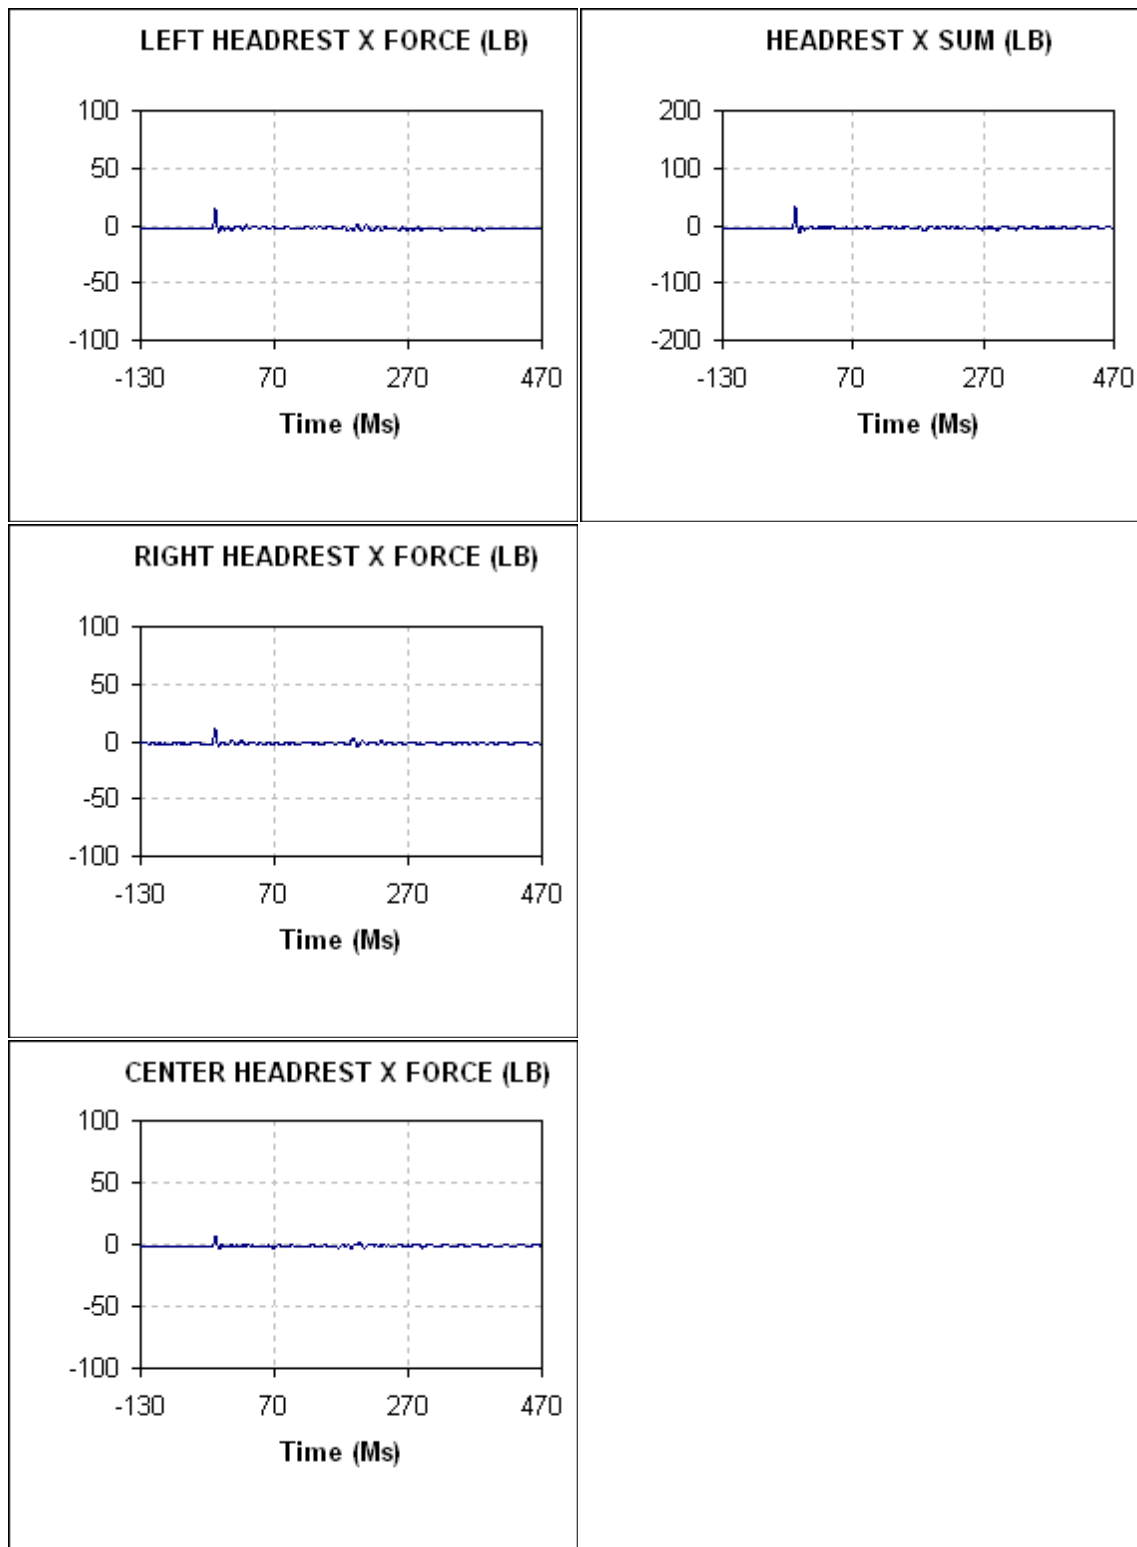 LEFT HEADREST X FORCE (LB)
100
50
0
-50
-100
-130 70 270 470
Time (Ms)
HEADREST X SUM (LB)
200
100
0
-100
-200
-130 70 270 470
Time (Ms)
RIGHT HEADREST X FORCE (LB)
100
50
0
-50
-100
-130 70 270 470
Time (Ms)
CENTER HEADREST X FORCE (LB)
100
50
0
-50
-100
-130 70 270 470
Time (Ms)